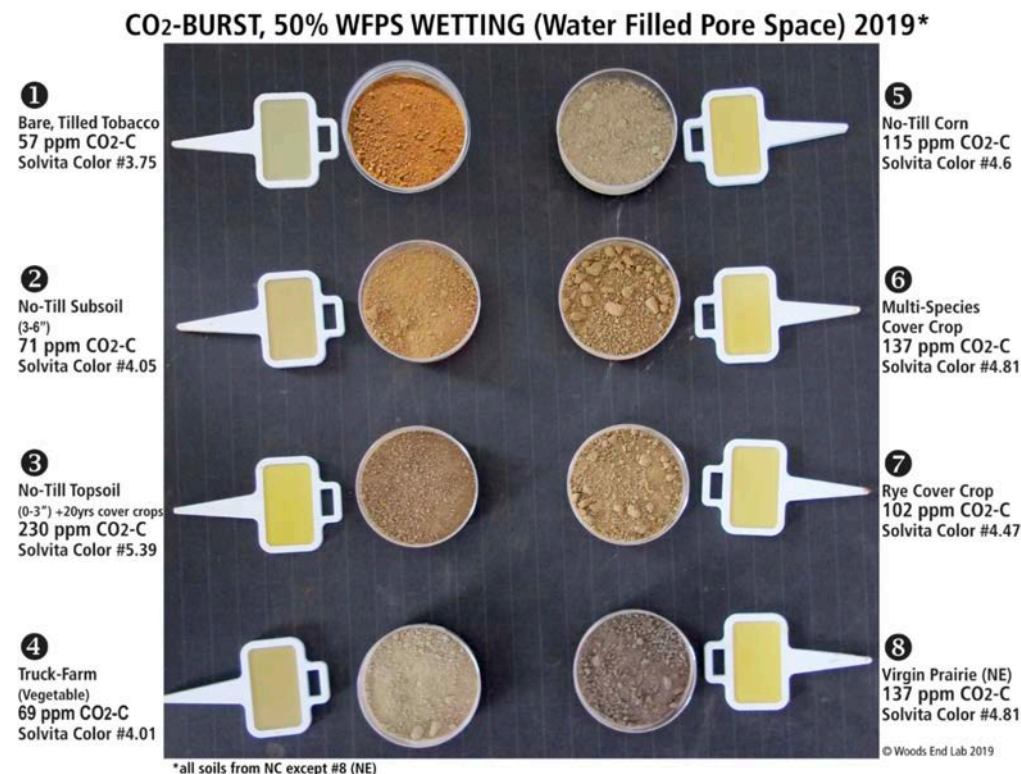 CO2-BURST, 50% WFPS WETTING (Water Filled Pore Space) 2019*
1
Bare, Tilled Tobacco
57 ppm CO2-C
Solvita Color #3.75
2
No-Till Subsoil
(3-6")
71 ppm CO2-C
Solvita Color #4.05
3
No-Till Topsoil
(0-3") +20yrs cover crops
230 ppm CO2-C
Solvita Color #5.39
4
Truck-Farm
(Vegetable)
69 ppm CO2-C
Solvita Color #4.01
5
No-Till Corn
115 ppm CO2-C
Solvita Color #4.6
6
Multi-Species
Cover Crop
137 ppm CO2-C
Solvita Color #4.81
7
Rye Cover Crop
102 ppm CO2-C
Solvita Color #4.47
8
Virgin Prairie (NE)
137 ppm CO2-C
Solvita Color #4.81
© Woods End Lab 2019
*all soils from NC except #8 (NE)